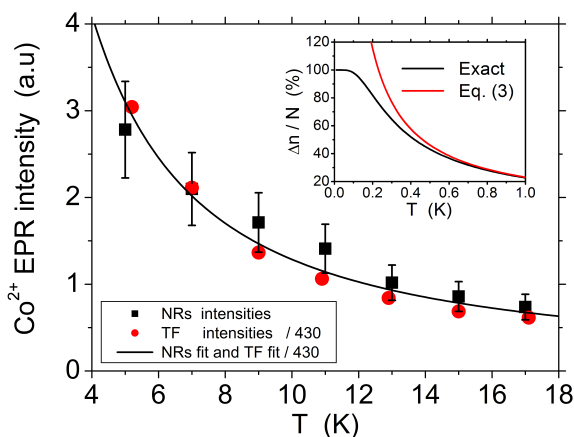 4
3
2
1
0
4 6 8 10 12 14 16 18
Co²⁺ EPR intensity (a.u)
T (K)
NRs intensities
TF intensities / 430
NRs fit and TF fit / 430
120
100
80
60
40
20
0.0 0.2 0.4 0.6 0.8 1.0
Δn / N (%)
T (K)
Exact
Eq. (3)